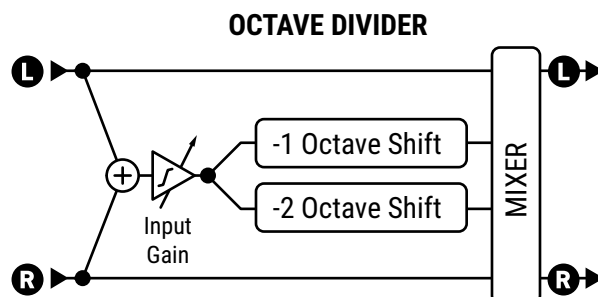 OCTAVE DIVIDER
L
L
-1 Octave Shift
+
-2 Octave Shift
MIXER
Input
Gain
R
R